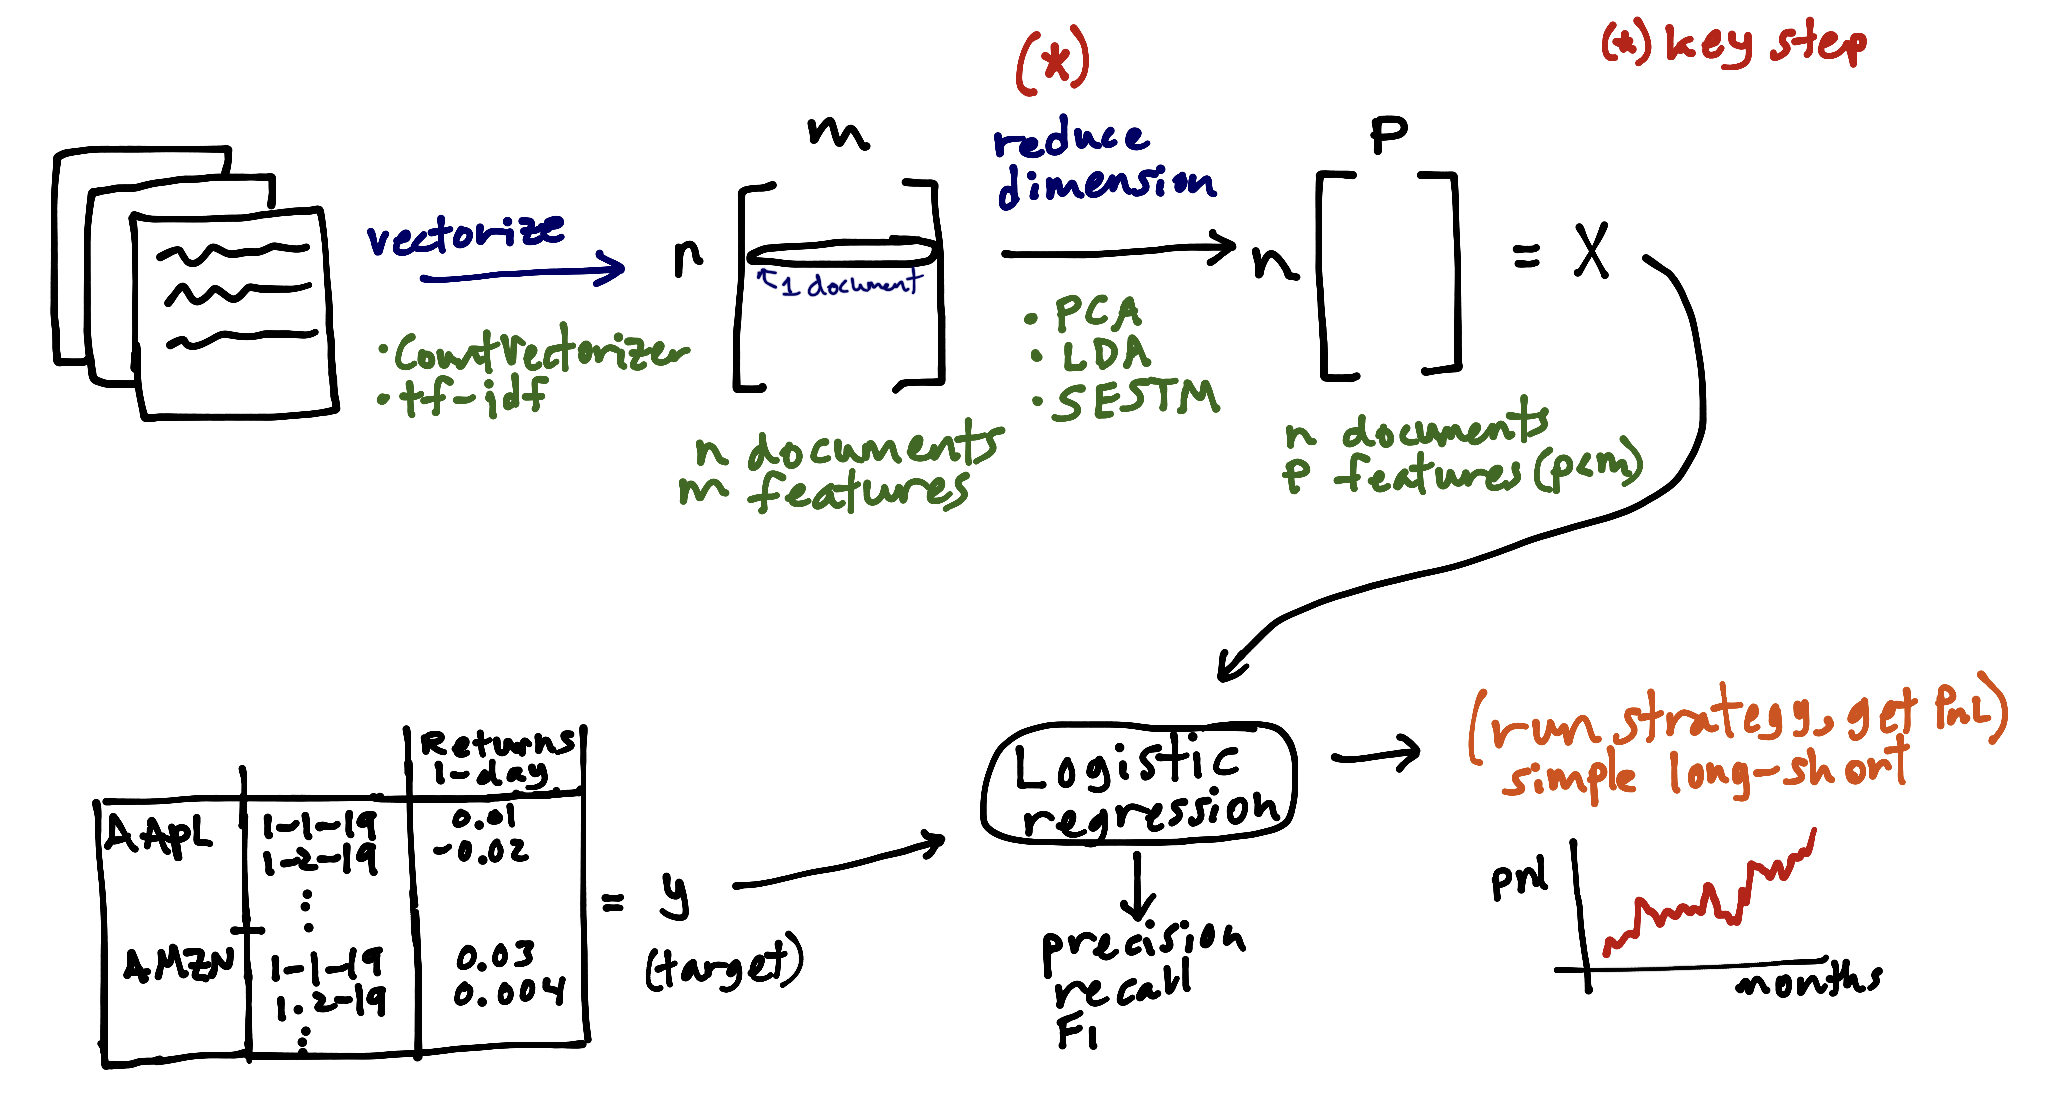 (*)
(*) key step
m
reduce
dimension
P
vectorize
n
1 document
n
= X
• CountVectorizer
• tf-idf
• PCA
• LDA
• SESTM
n documents
m features
n documents
P features (p<m)
Returns
1-day
AAPL
1-1-19
0.01
1-2-19
-0.02
AMZN
1-1-19
0.03
1.2-19
0.004
= y
(target)
Logistic
regression
precision
recall
F1
(run strategy, get PnL)
simple long-short
pnl
months